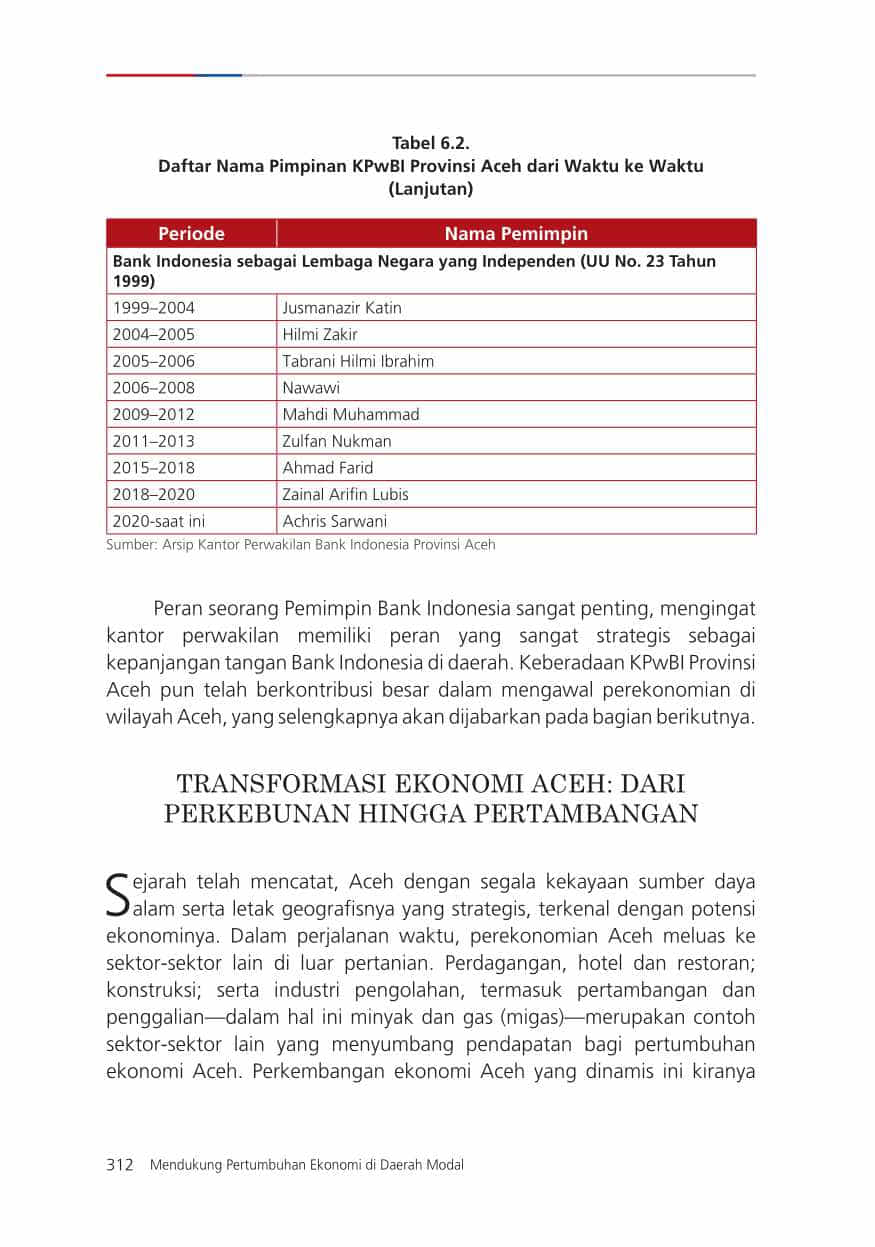 Tabel 6.2.
Daftar Nama Pimpinan KPwBI Provinsi Aceh dari Waktu ke Waktu
(Lanjutan)
Periode Nama Pemimpin
Bank Indonesia sebagai Lembaga Negara yang Independen (UU No. 23 Tahun
1999)
1999–2004 Jusmanazir Katin
2004–2005 Hilmi Zakir
2005–2006 Tabrani Hilmi Ibrahim
2006–2008 Nawawi
2009–2012 Mahdi Muhammad
2011–2013 Zulfan Nukman
2015–2018 Ahmad Farid
2018–2020 Zainal Arifin Lubis
2020-saat ini Achris Sarwani
Sumber: Arsip Kantor Perwakilan Bank Indonesia Provinsi Aceh
Peran seorang Pemimpin Bank Indonesia sangat penting, mengingat
kantor perwakilan memiliki peran yang sangat strategis sebagai
kepanjangan tangan Bank Indonesia di daerah. Keberadaan KPwBI Provinsi
Aceh pun telah berkontribusi besar dalam mengawal perekonomian di
wilayah Aceh, yang selengkapnya akan dijabarkan pada bagian berikutnya.
TRANSFORMASI EKONOMI ACEH: DARI
PERKEBUNAN HINGGA PERTAMBANGAN
Sejarah telah mencatat, Aceh dengan segala kekayaan sumber daya
alam serta letak geografisnya yang strategis, terkenal dengan potensi
ekonominya. Dalam perjalanan waktu, perekonomian Aceh meluas ke
sektor-sektor lain di luar pertanian. Perdagangan, hotel dan restoran;
konstruksi; serta industri pengolahan, termasuk pertambangan dan
penggalian—dalam hal ini minyak dan gas (migas)—merupakan contoh
sektor-sektor lain yang menyumbang pendapatan bagi pertumbuhan
ekonomi Aceh. Perkembangan ekonomi Aceh yang dinamis ini kiranya
312 Mendukung Pertumbuhan Ekonomi di Daerah Modal